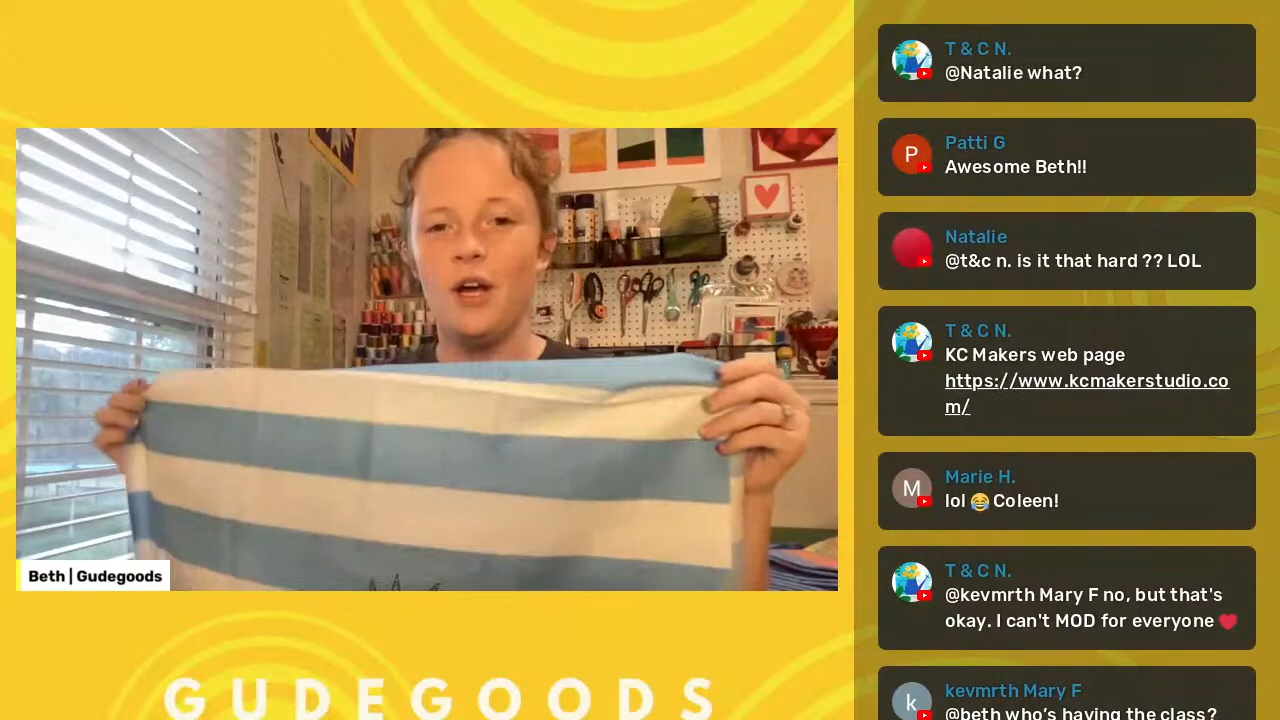 T & C N.
@Natalie what?
P
Patti G
Awesome Beth!!
Natalie
@t&c n. is it that hard ?? LOL
T & C N.
KC Makers web page
https://www.kcmakerstudio.co
m/
M
Marie H.
lol 😂 Coleen!
T & C N.
@kevmrth Mary F no, but that's
okay. I can't MOD for everyone ❤️
k
kevmrth Mary F
@beth who's having the class?
Beth | Gudegoods
GUDEGOODS